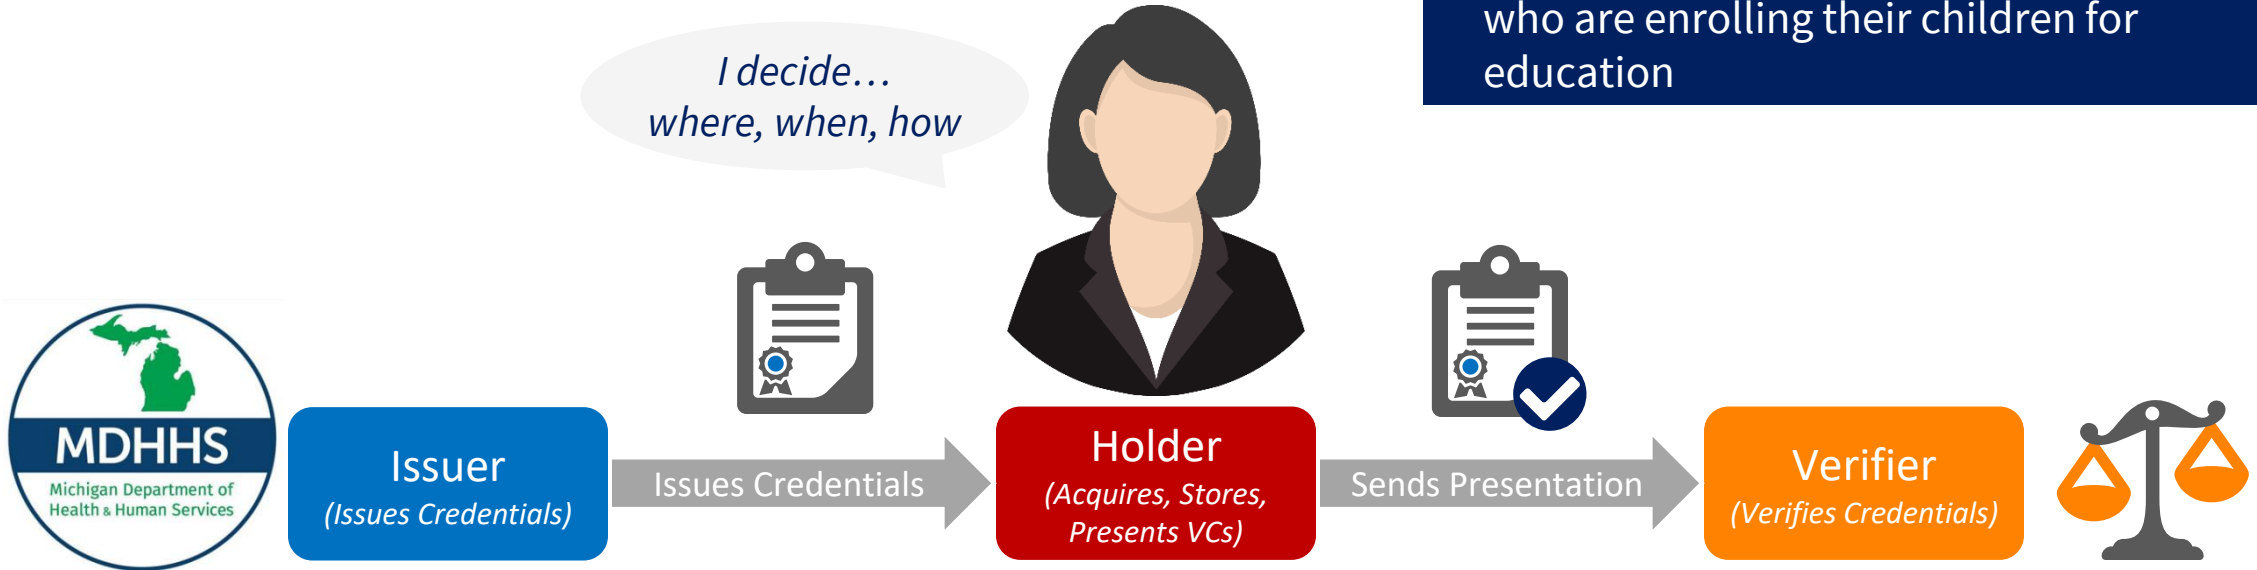 who are enrolling their children for
education
I decide...
where, when, how
MDHHS
Michigan Department of
Health & Human Services
Issuer
(Issues Credentials)
Issues Credentials
Holder
(Acquires, Stores,
Presents VCs)
Sends Presentation
Verifier
(Verifies Credentials)